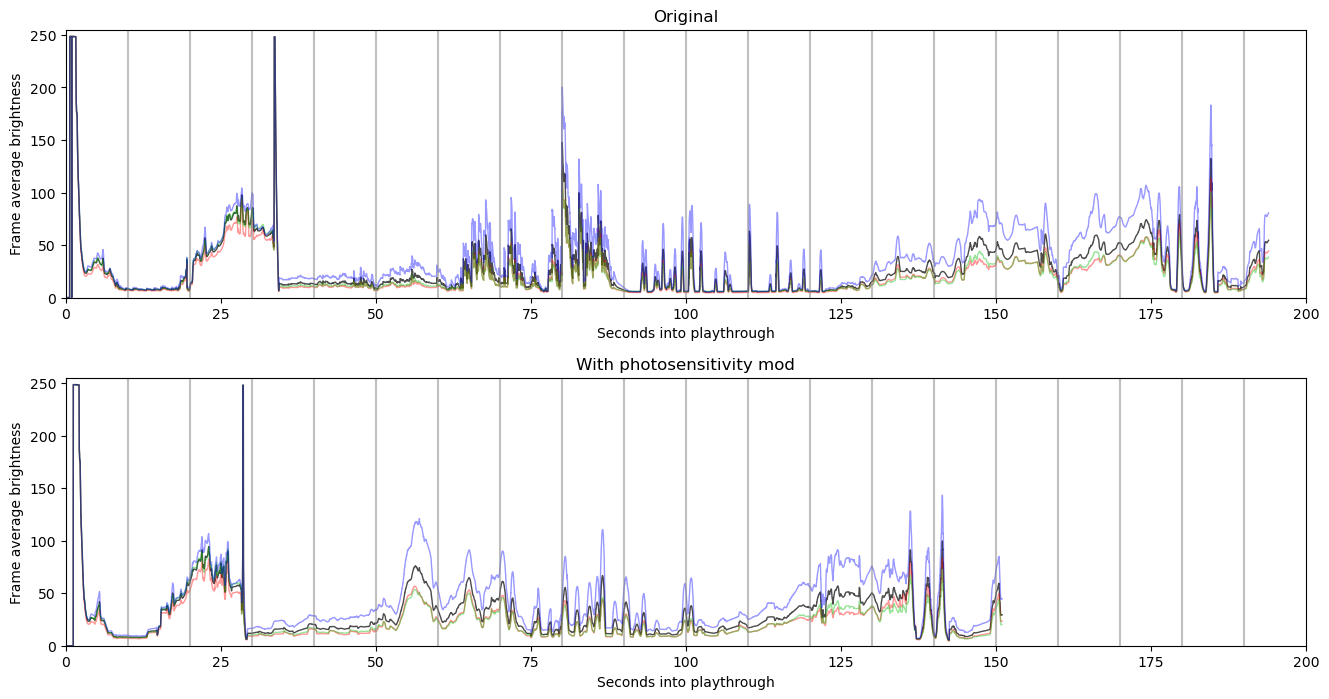 Original
250
200
150
100
50
0
Frame average brightness
0 25 50 75 100 125 150 175 200
Seconds into playthrough
With photosensitivity mod
250
200
150
100
50
0
Frame average brightness
0 25 50 75 100 125 150 175 200
Seconds into playthrough